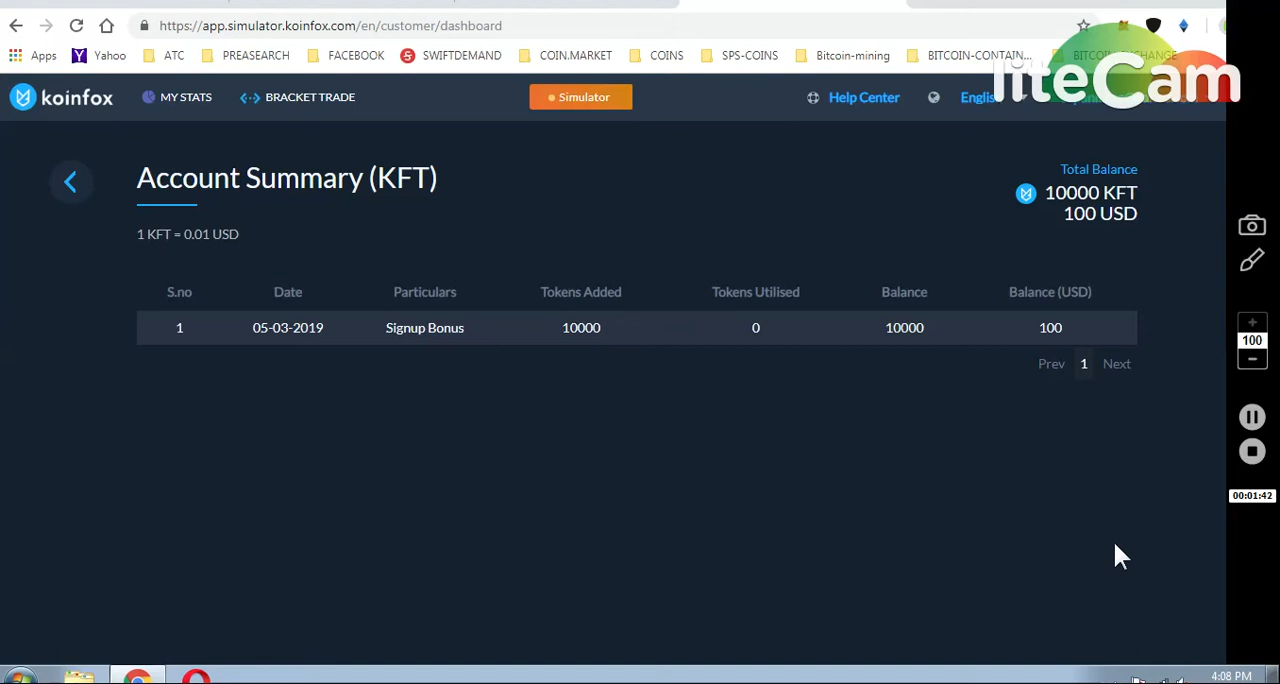 https://app.simulator.koinfox.com/en/customer/dashboard
Apps Yahoo ATC PREASEARCH FACEBOOK SWIFTDEMAND COIN.MARKET COINS SPS-COINS Bitcoin-mining BITCOIN-CONTAIN... BITCOIN-EXCHANGE
liteCam
koinfox MY STATS BRACKET TRADE Simulator Help Center Englis
Account Summary (KFT)
Total Balance
10000 KFT
100 USD
1 KFT = 0.01 USD
S.no Date Particulars Tokens Added Tokens Utilised Balance Balance (USD)
1 05-03-2019 Signup Bonus 10000 0 10000 100
Prev 1 Next
100
00:01:42
4:08 PM